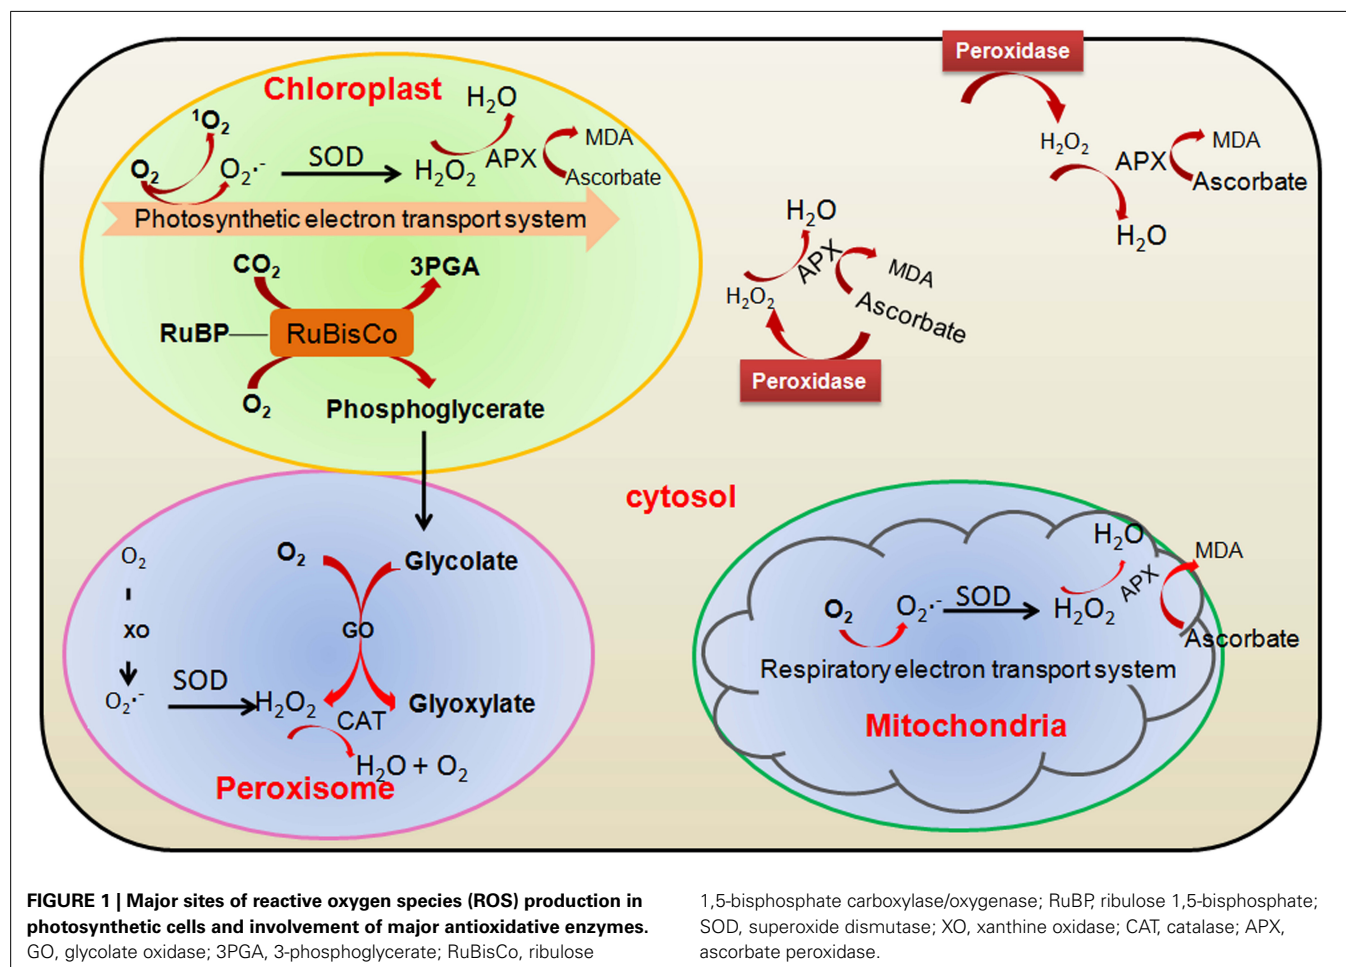 Chloroplast
H₂O
¹O₂
MDA
O₂
O₂·⁻
SOD
H₂O₂
APX
Ascorbate
Photosynthetic electron transport system
CO₂
3PGA
RuBP
RuBisCo
O₂
Phosphoglycerate
Peroxidase
H₂O₂
APX
MDA
Ascorbate
H₂O
H₂O
APX
MDA
H₂O₂
Ascorbate
Peroxidase
cytosol
O₂
XO
O₂·⁻
SOD
O₂
Glycolate
GO
H₂O₂
CAT
Glyoxylate
H₂O + O₂
Peroxisome
H₂O
MDA
O₂
O₂·⁻
SOD
H₂O₂
APX
Ascorbate
Respiratory electron transport system
Mitochondria
FIGURE 1 | Major sites of reactive oxygen species (ROS) production in
photosynthetic cells and involvement of major antioxidative enzymes.
GO, glycolate oxidase; 3PGA, 3-phosphoglycerate; RuBisCo, ribulose
1,5-bisphosphate carboxylase/oxygenase; RuBP, ribulose 1,5-bisphosphate;
SOD, superoxide dismutase; XO, xanthine oxidase; CAT, catalase; APX,
ascorbate peroxidase.